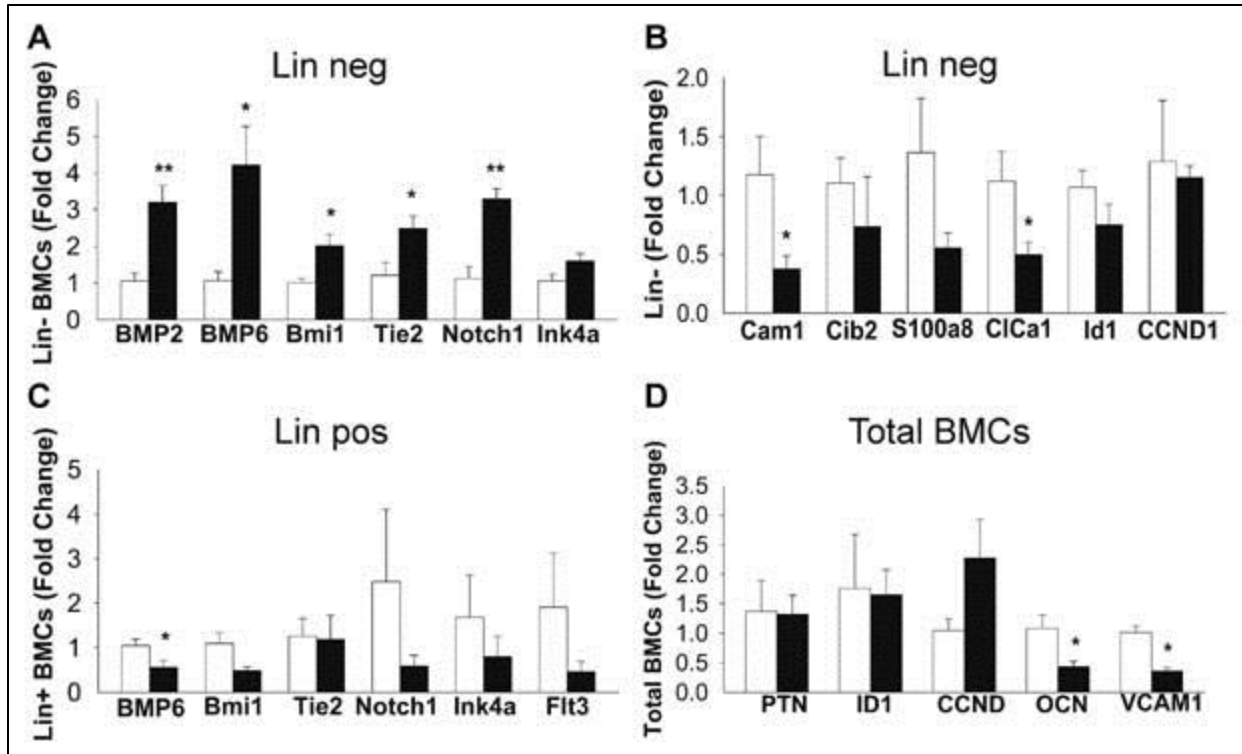 A
Lin neg
Lin- BMCs (Fold Change)
6
5
4
3
2
1
0
** * * * **
BMP2 BMP6 Bmi1 Tie2 Notch1 Ink4a
B
Lin neg
Lin- (Fold Change)
2.0
1.5
1.0
0.5
0.0
* *
Cam1 Cib2 S100a8 ClCa1 Id1 CCND1
C
Lin pos
Lin+ BMCs (Fold Change)
5
4
3
2
1
0
*
BMP6 Bmi1 Tie2 Notch1 Ink4a Flt3
D
Total BMCs
Total BMCs (Fold Change)
3.5
3.0
2.5
2.0
1.5
1.0
0.5
0.0
* *
PTN ID1 CCND OCN VCAM1